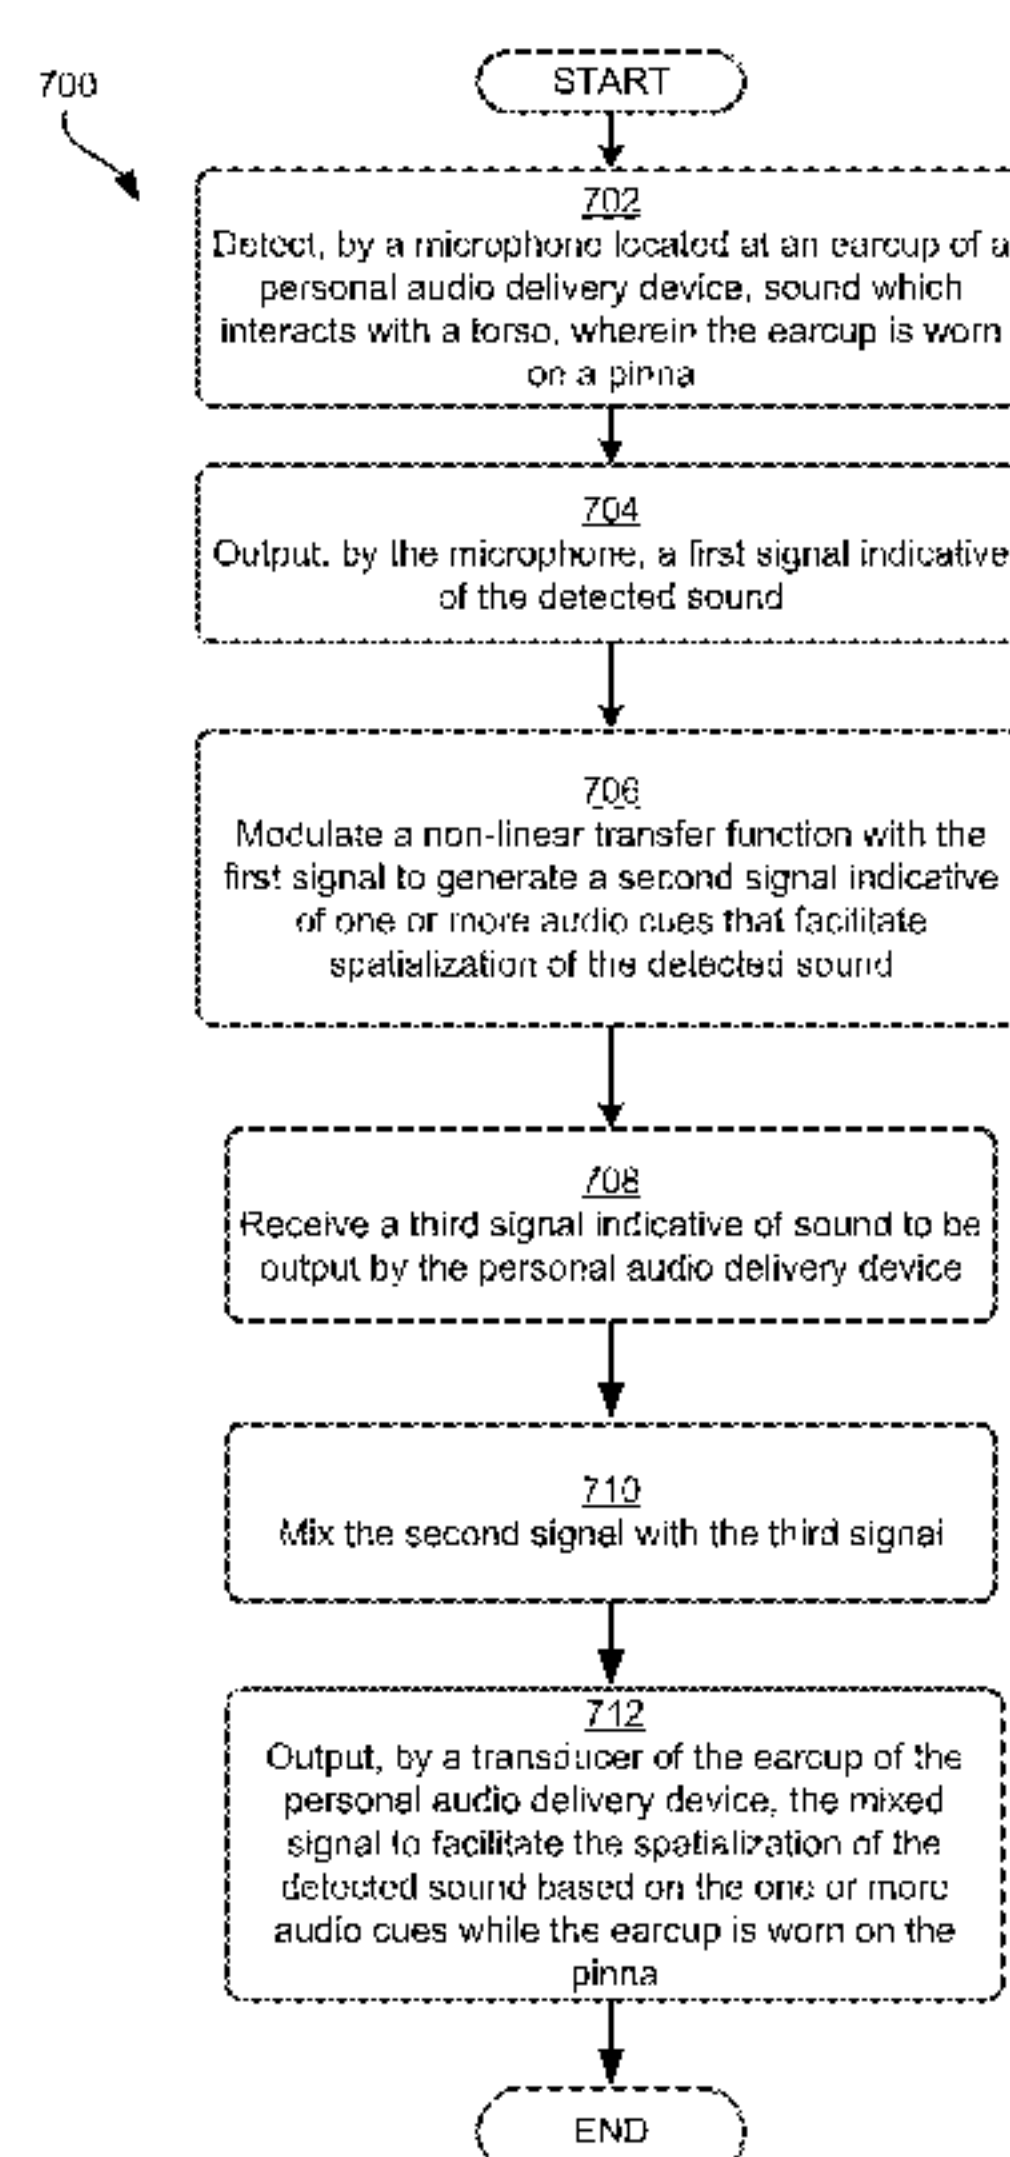 700
START
702
Detect, by a microphone located at an earcup of a
personal audio delivery device, sound which
interacts with a torso, wherein the earcup is worn
on a pinna
704
Output, by the microphone, a first signal indicative
of the detected sound
706
Modulate a non-linear transfer function with the
first signal to generate a second signal indicative
of one or more audio cues that facilitate
spatialization of the detected sound
708
Receive a third signal indicative of sound to be
output by the personal audio delivery device
710
Mix the second signal with the third signal
712
Output, by a transducer of the earcup of the
personal audio delivery device, the mixed
signal to facilitate the spatialization of the
detected sound based on the one or more
audio cues while the earcup is worn on the
pinna
END